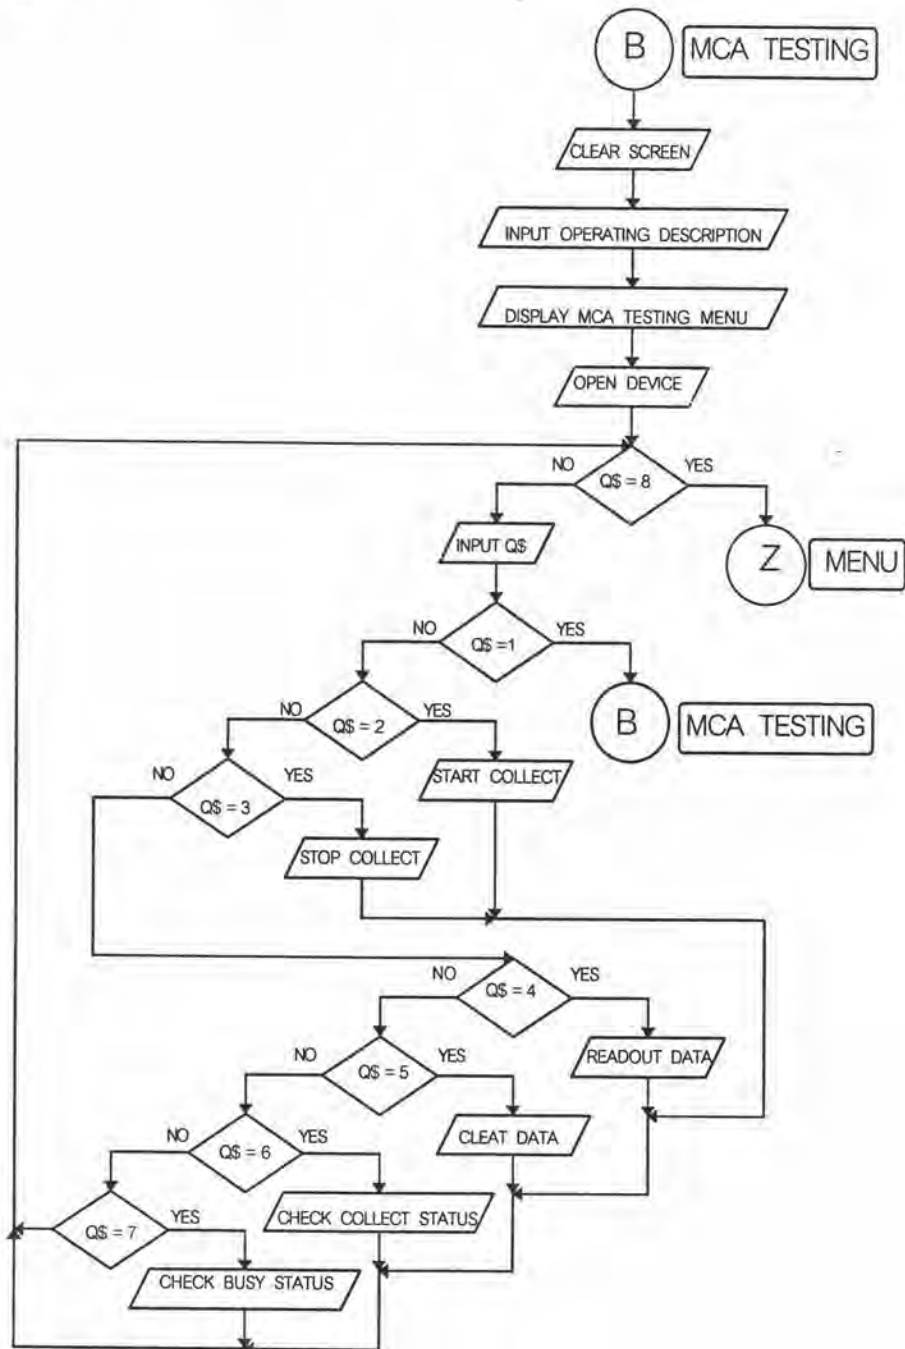 B
MCA TESTING
CLEAR SCREEN
INPUT OPERATING DESCRIPTION
DISPLAY MCA TESTING MENU
OPEN DEVICE
NO
Q$ = 8
YES
INPUT Q$
Z
MENU
NO
Q$ =1
YES
NO
Q$ = 2
YES
B
MCA TESTING
NO
Q$ = 3
YES
START COLLECT
STOP COLLECT
NO
Q$ = 4
YES
NO
Q$ = 5
YES
READOUT DATA
NO
Q$ = 6
YES
CLEAT DATA
Q$ = 7
YES
CHECK COLLECT STATUS
CHECK BUSY STATUS